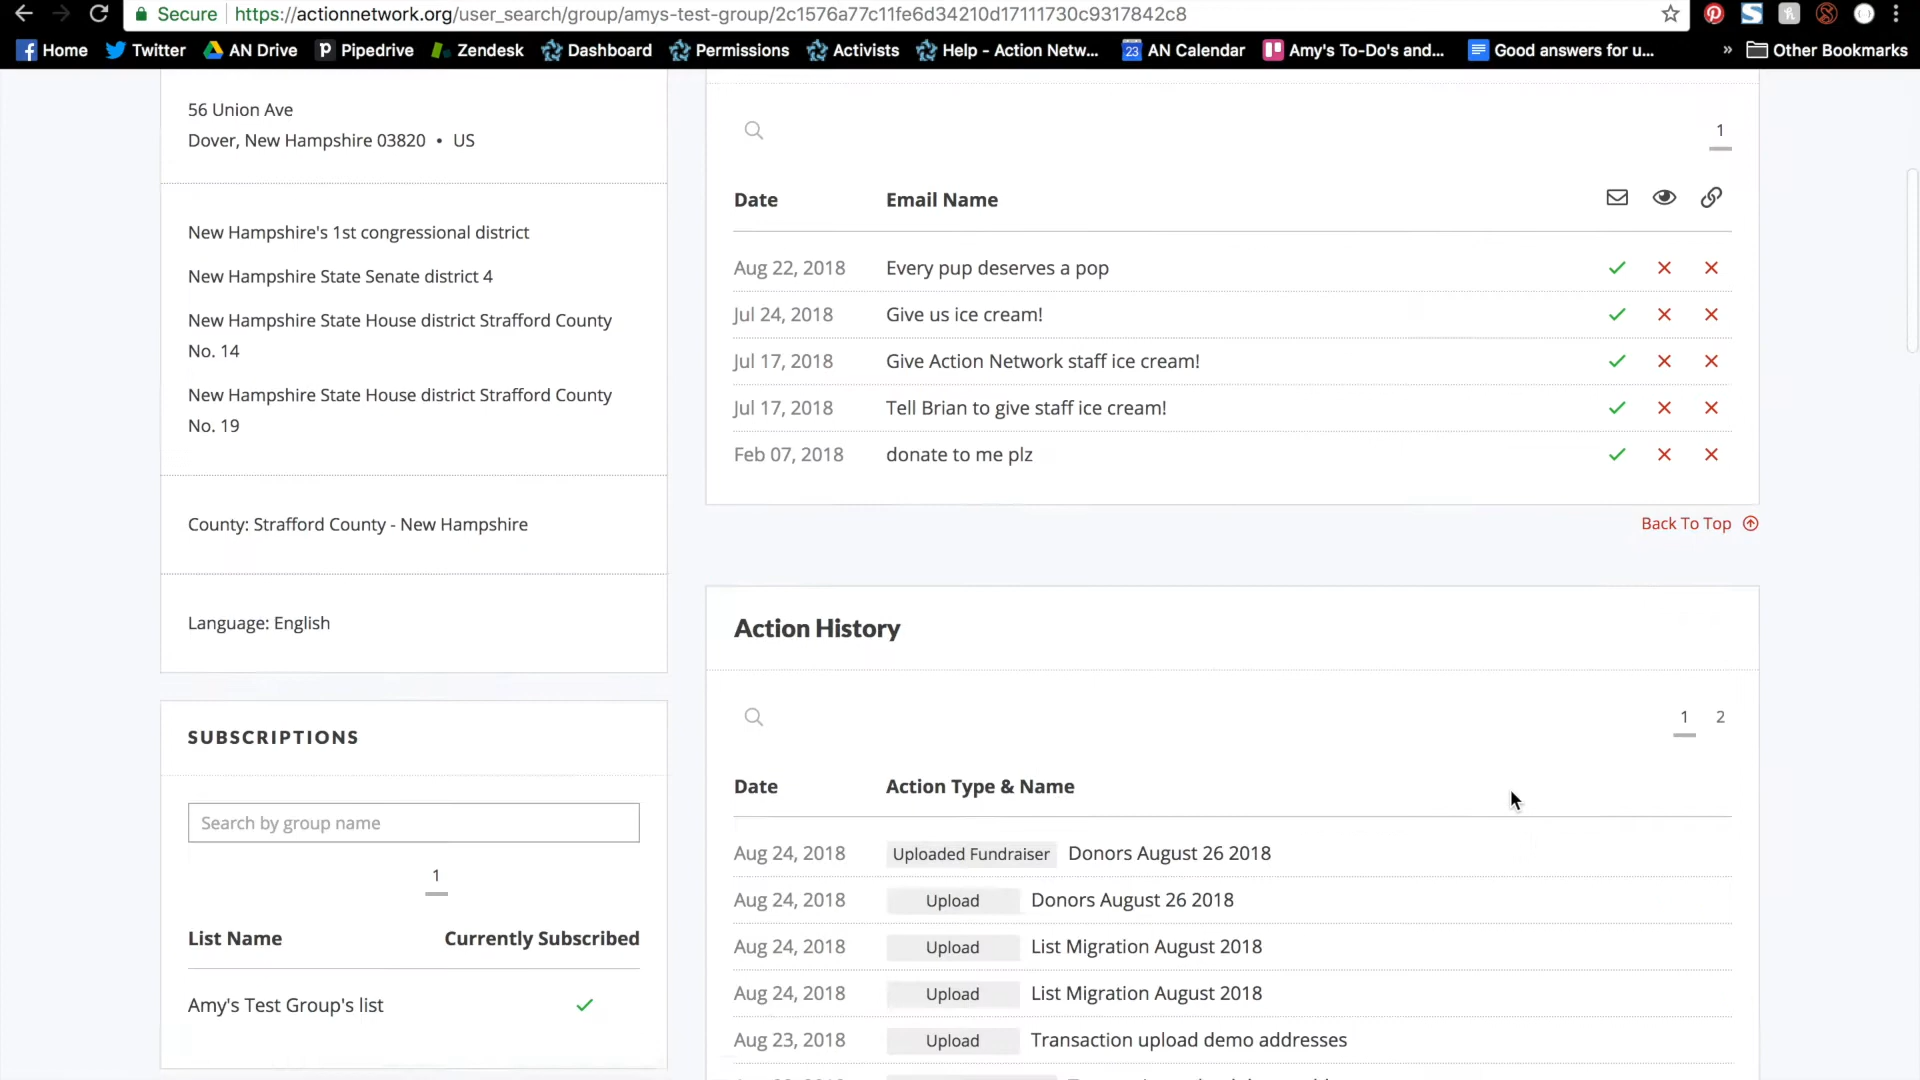 Secure https://actionnetwork.org/user_search/group/amys-test-group/2c1576a77c11fe6d34210d17111730c9317842c8
Home Twitter AN Drive Pipedrive Zendesk Dashboard Permissions Activists Help - Action Netw... 23 AN Calendar Amy's To-Do's and... Good answers for u... » Other Bookmarks
56 Union Ave
Dover, New Hampshire 03820 • US
New Hampshire's 1st congressional district
New Hampshire State Senate district 4
New Hampshire State House district Strafford County
No. 14
New Hampshire State House district Strafford County
No. 19
County: Strafford County - New Hampshire
Language: English
SUBSCRIPTIONS
Search by group name
1
List Name Currently Subscribed
Amy's Test Group's list
1
Date Email Name
Aug 22, 2018 Every pup deserves a pop
Jul 24, 2018 Give us ice cream!
Jul 17, 2018 Give Action Network staff ice cream!
Jul 17, 2018 Tell Brian to give staff ice cream!
Feb 07, 2018 donate to me plz
Back To Top
Action History
1 2
Date Action Type & Name
Aug 24, 2018 Uploaded Fundraiser Donors August 26 2018
Aug 24, 2018 Upload Donors August 26 2018
Aug 24, 2018 Upload List Migration August 2018
Aug 24, 2018 Upload List Migration August 2018
Aug 23, 2018 Upload Transaction upload demo addresses